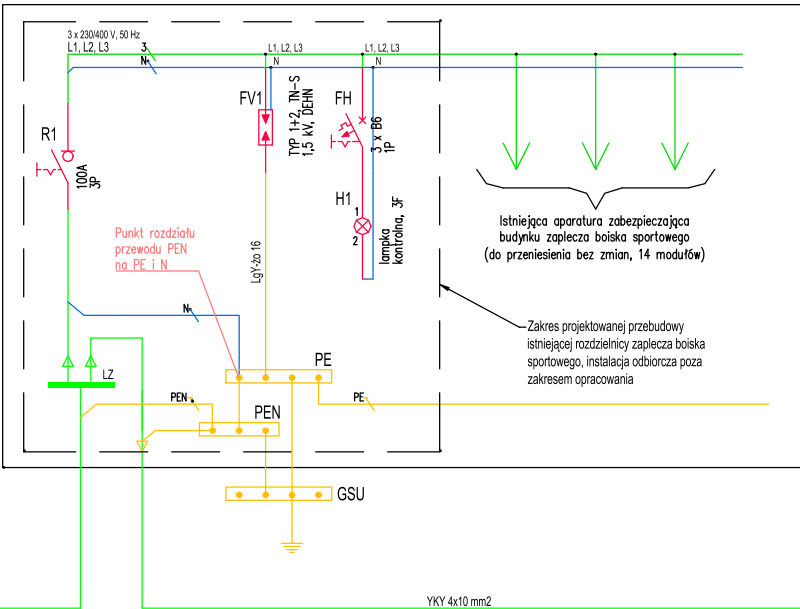 3 x 230/400 V, 50 Hz
L1, L2, L3
3
N
L1, L2, L3
N
L1, L2, L3
N
R1
100A
3P
FV1
TYP 1+2, TN-S
1,5 kV, DEHN
FH
3 x B6
1P
H1
1
2
lampka
kontrolna, 3F
Istniejąca aparatura zabezpieczająca
budynku zaplecza boiska sportowego
(do przeniesienia bez zmian, 14 modułów)
Punkt rozdziału
przewodu PEN
na PE i N
LgY-żo 16
N
Zakres projektowanej przebudowy
istniejącej rozdzielnicy zaplecza boiska
sportowego, instalacja odbiorcza poza
zakresem opracowania
LZ
PE
PEN
PE
PEN
GSU
YKY 4x10 mm2